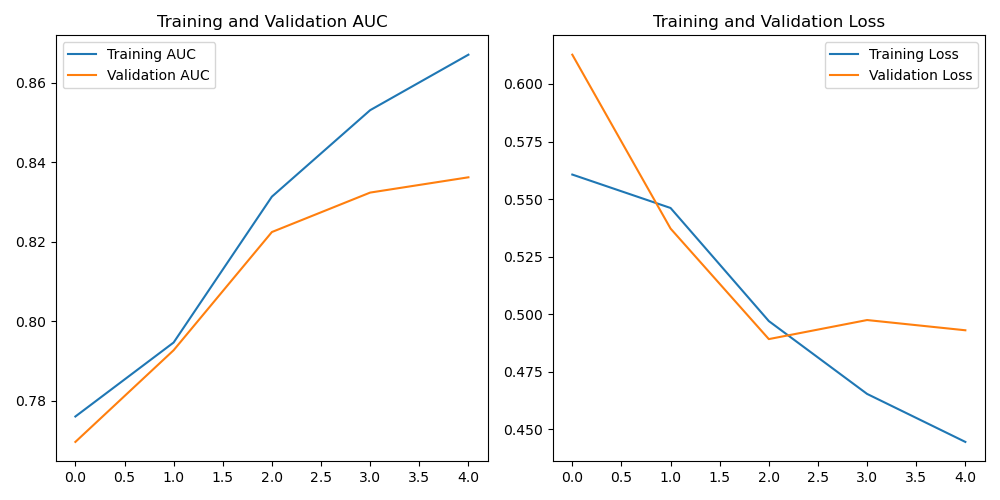 Training and Validation AUC
Training AUC
Validation AUC
0.86
0.84
0.82
0.80
0.78
0.0 0.5 1.0 1.5 2.0 2.5 3.0 3.5 4.0
Training and Validation Loss
Training Loss
Validation Loss
0.600
0.575
0.550
0.525
0.500
0.475
0.450
0.0 0.5 1.0 1.5 2.0 2.5 3.0 3.5 4.0